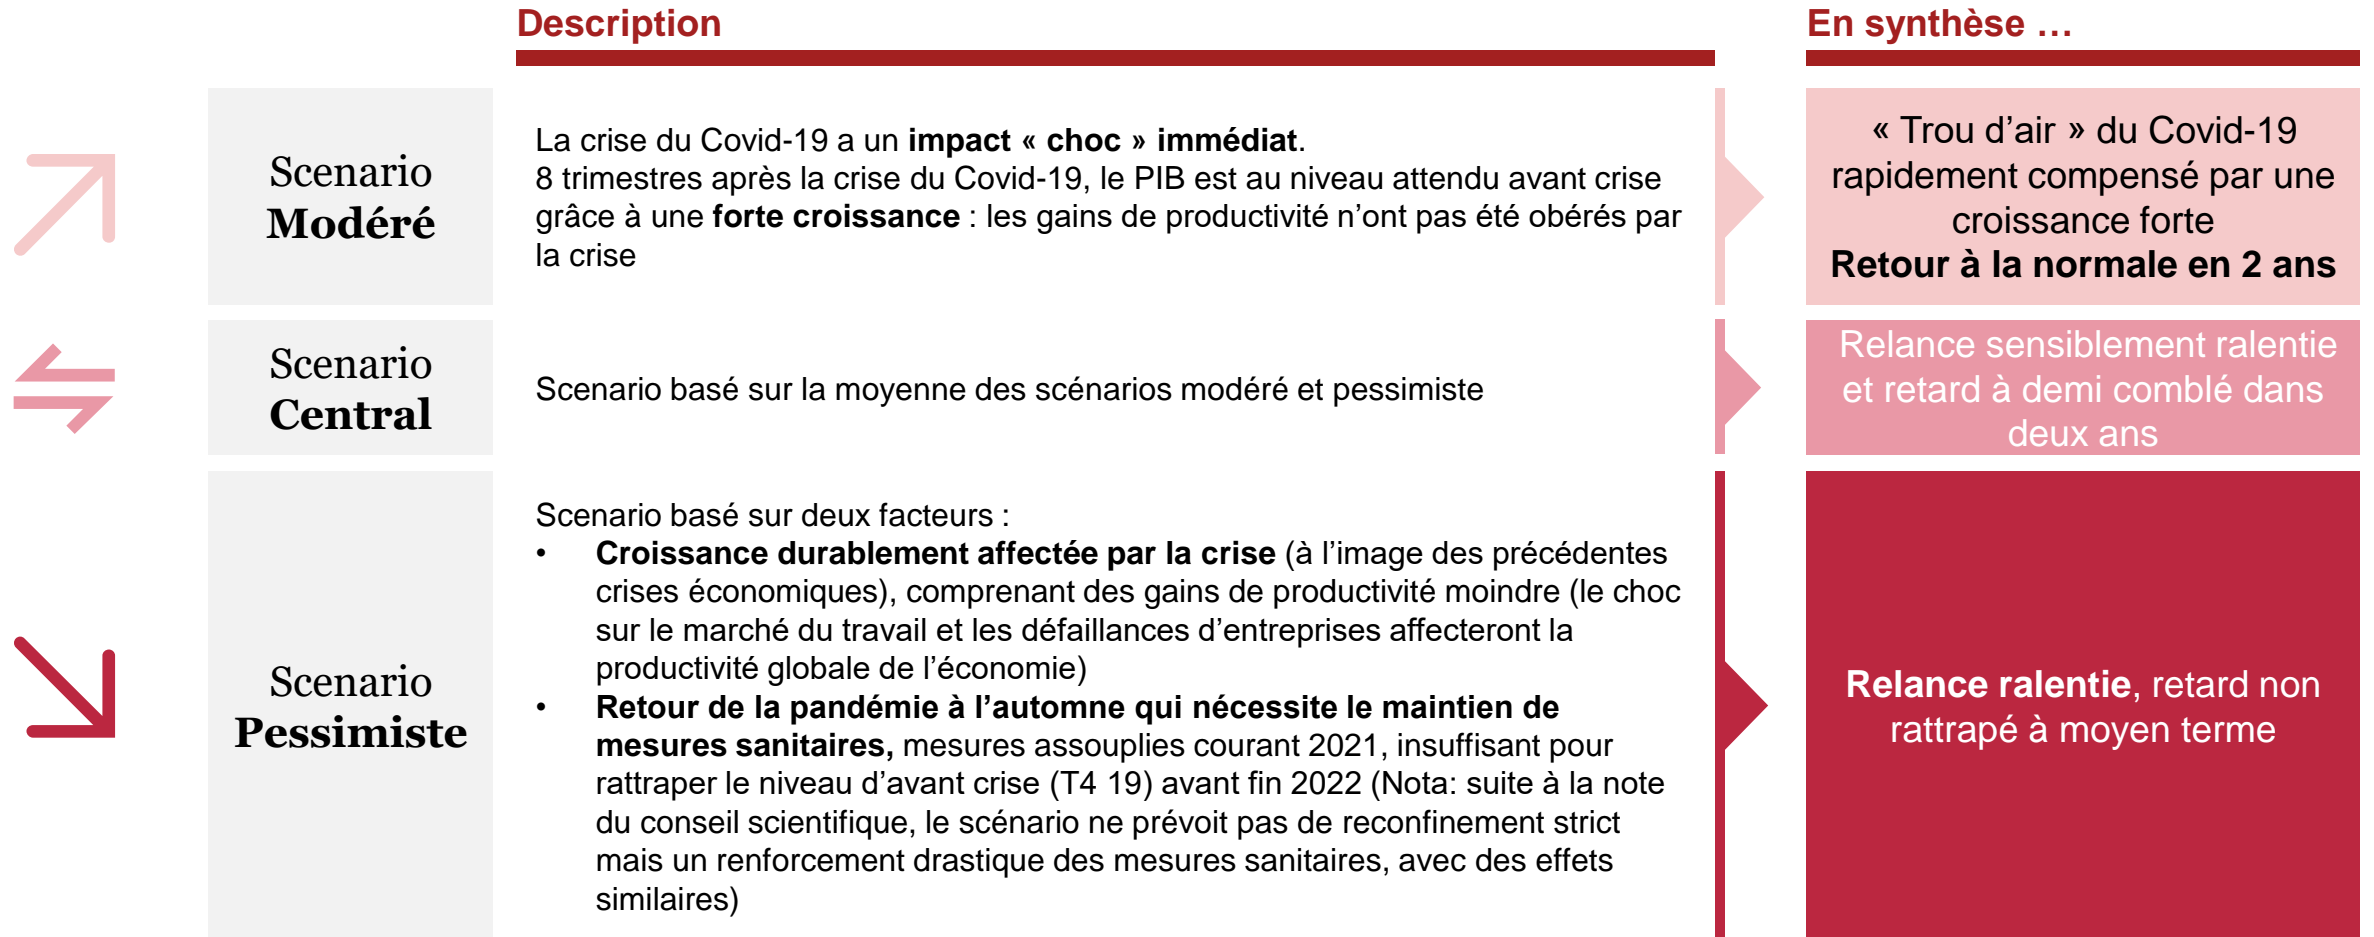 Description
En synthèse …
Scenario
Modéré
La crise du Covid-19 a un impact « choc » immédiat.
8 trimestres après la crise du Covid-19, le PIB est au niveau attendu avant crise
grâce à une forte croissance : les gains de productivité n’ont pas été obérés par
la crise
« Trou d’air » du Covid-19
rapidement compensé par une
croissance forte
Retour à la normale en 2 ans
Scenario
Central
Scenario basé sur la moyenne des scénarios modéré et pessimiste
Relance sensiblement ralentie
et retard à demi comblé dans
deux ans
Scenario
Pessimiste
Scenario basé sur deux facteurs :
• Croissance durablement affectée par la crise (à l’image des précédentes
crises économiques), comprenant des gains de productivité moindre (le choc
sur le marché du travail et les défaillances d’entreprises affecteront la
productivité globale de l’économie)
• Retour de la pandémie à l’automne qui nécessite le maintien de
mesures sanitaires, mesures assouplies courant 2021, insuffisant pour
rattraper le niveau d’avant crise (T4 19) avant fin 2022 (Nota: suite à la note
du conseil scientifique, le scénario ne prévoit pas de reconfinement strict
mais un renforcement drastique des mesures sanitaires, avec des effets
similaires)
Relance ralentie, retard non
rattrapé à moyen terme